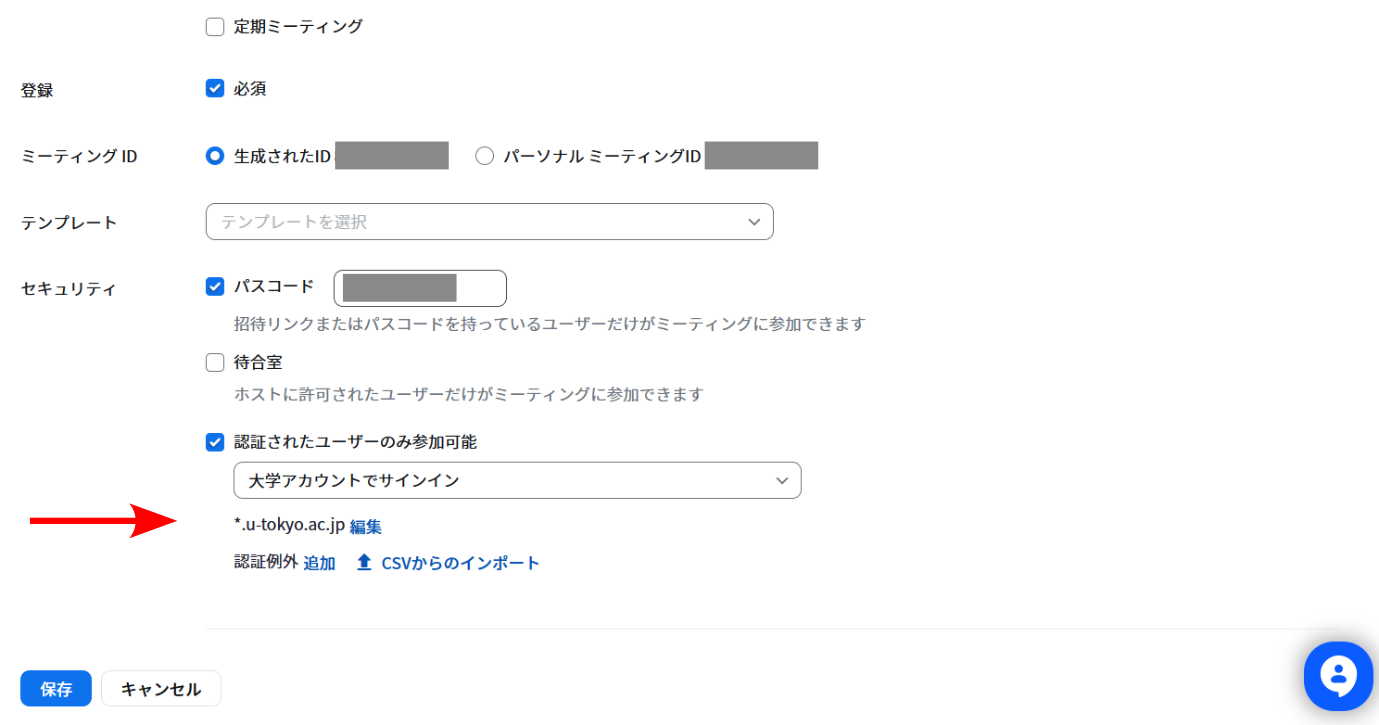 定期ミーティング
登録 必須
ミーティング ID 生成されたID パーソナル ミーティングID
テンプレート テンプレートを選択
セキュリティ パスコード
招待リンクまたはパスコードを持っているユーザーだけがミーティングに参加できます
待合室
ホストに許可されたユーザーだけがミーティングに参加できます
認証されたユーザーのみ参加可能
大学アカウントでサインイン
*.u-tokyo.ac.jp 編集
認証例外 追加 CSVからのインポート
保存 キャンセル